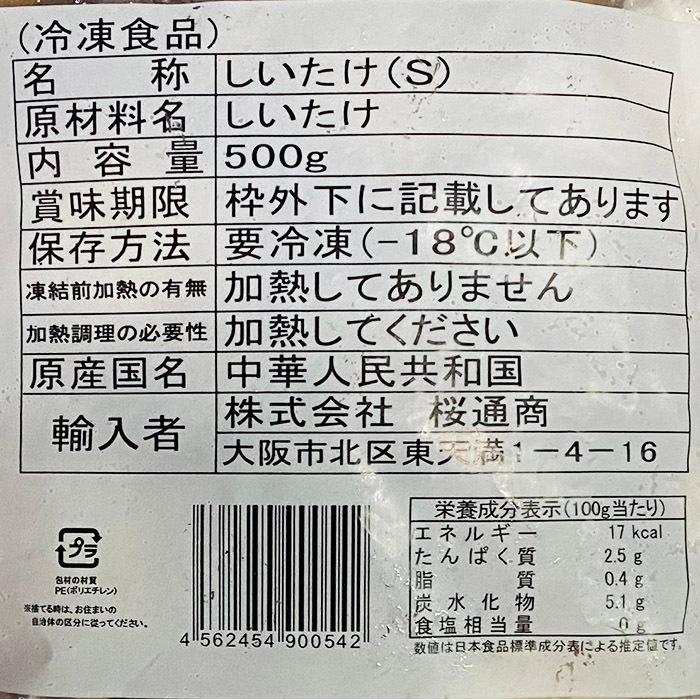 (冷凍食品)
名称 しいたけ(S)
原材料名 しいたけ
内容量 500g
賞味期限 枠外下に記載してあります
保存方法 要冷凍(-18℃以下)
凍結前加熱の有無 加熱してありません
加熱調理の必要性 加熱してください
原産国名 中華人民共和国
輸入者 株式会社 桜通商
大阪市北区東天満1-4-16
栄養成分表示(100g当たり)
エネルギー 17 kcal
たんぱく質 2.5 g
脂質 0.4 g
炭水化物 5.1 g
食塩相当量 0 g
数値は日本食品標準成分表による推定値です。
プラ
包材の材質
PE(ポリエチレン)
※捨てる時は、お住まいの
自治体の区分に従ってください。
4 562454 900542